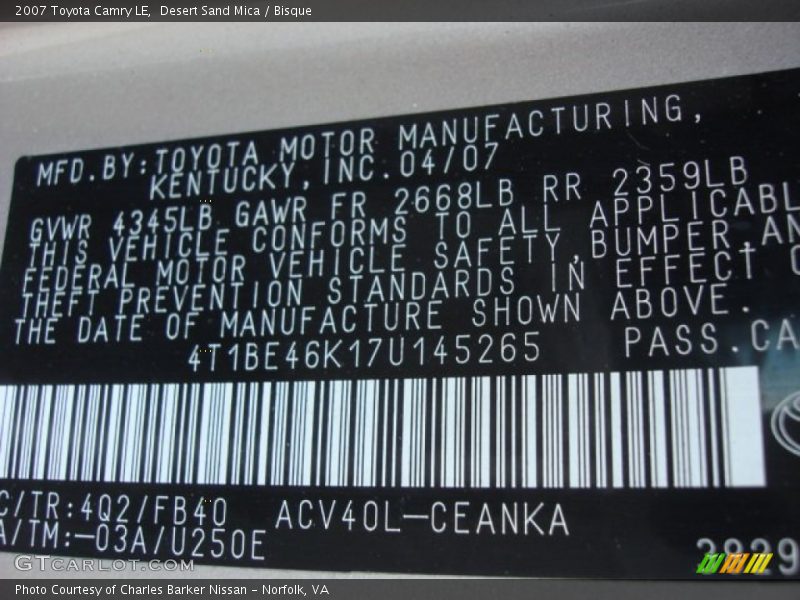 2007 Toyota Camry LE,  Desert Sand Mica / Bisque
MFD.BY:TOYOTA MOTOR MANUFACTURING,
KENTUCKY,INC.04/07
GVWR 4345LB GAWR FR 2668LB RR 2359LB
THIS VEHICLE CONFORMS TO ALL APPLICABL
FEDERAL MOTOR VEHICLE SAFETY,BUMPER,AN
THEFT PREVENTION STANDARDS IN EFFECT O
THE DATE OF MANUFACTURE SHOWN ABOVE.
4T1BE46K17U145265 PASS.CA
C/TR:4Q2/FB40 ACV40L-CEANKA
A/TM:-03A/U250E
GTCARLOT.COM
Photo Courtesy of Charles Barker Nissan - Norfolk, VA